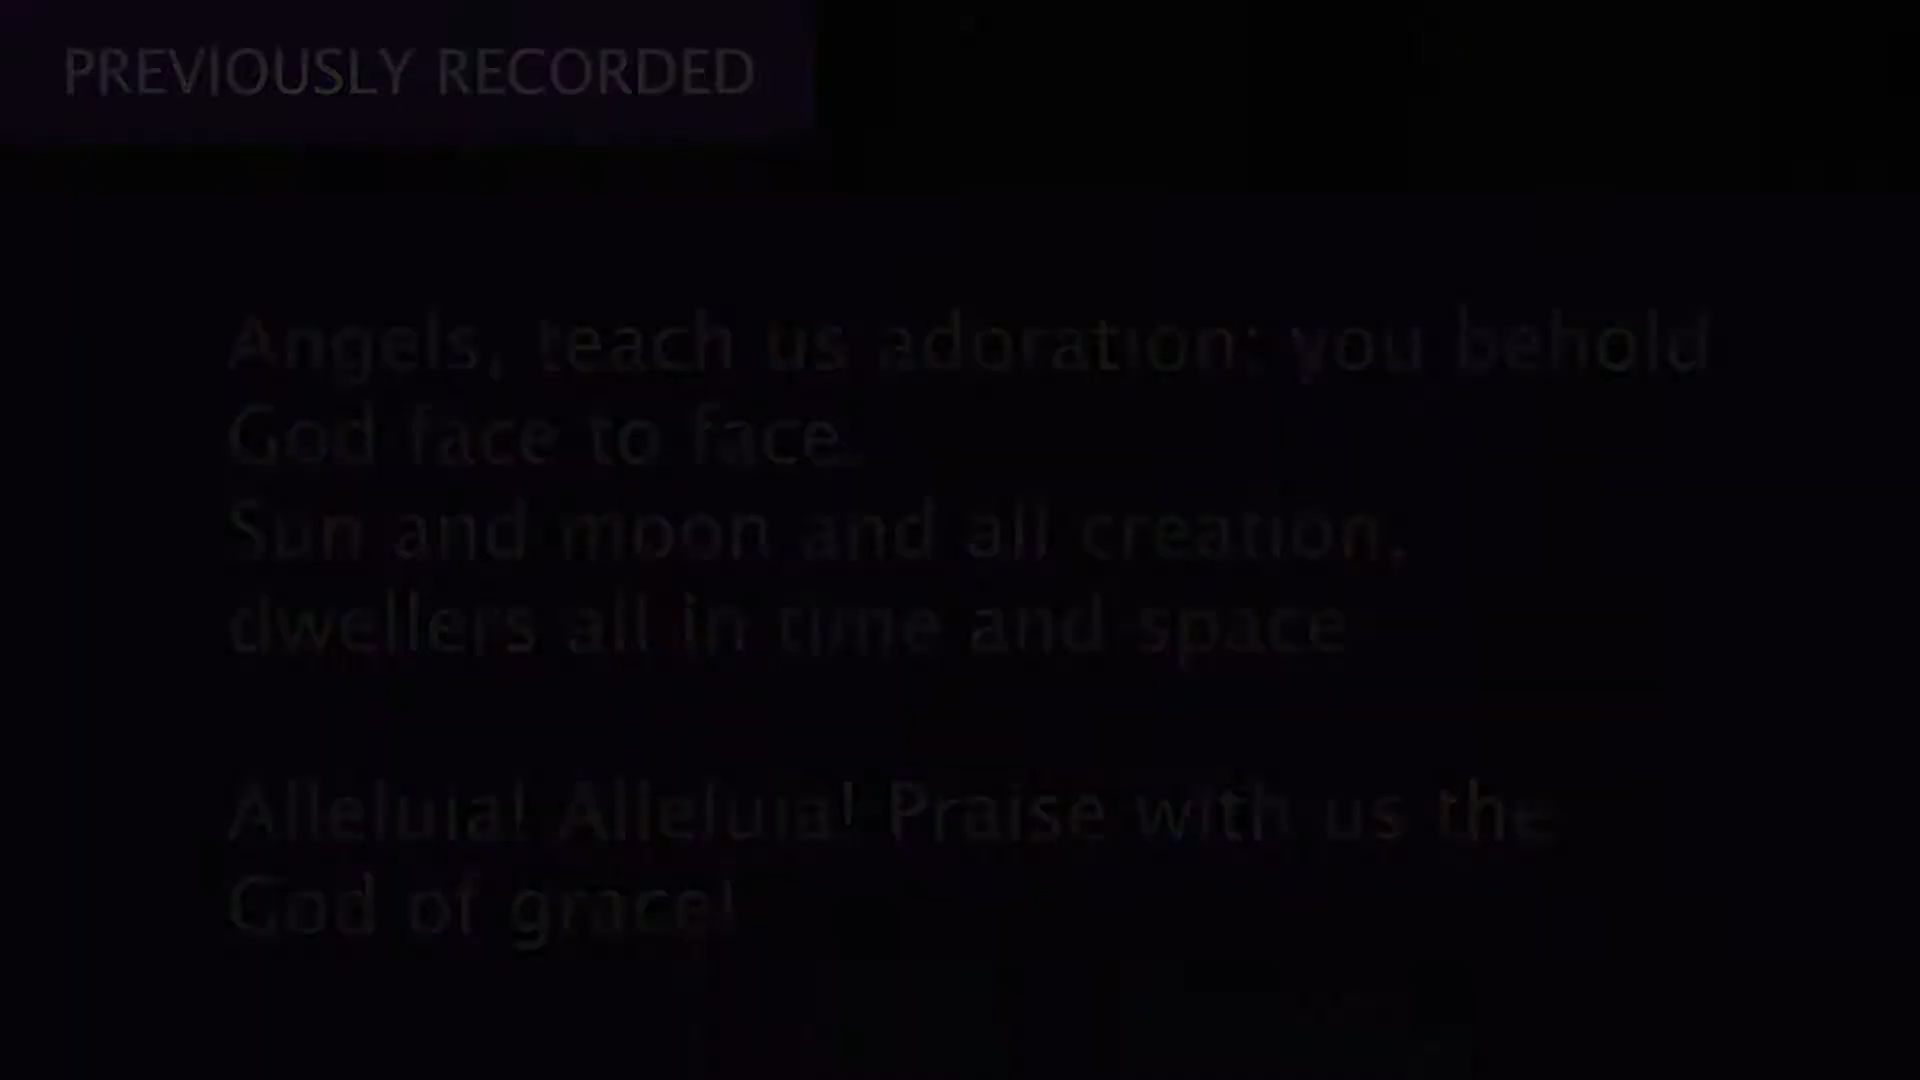 PREVIOUSLY RECORDED
Angels, teach us adoration; you behold
God face to face.
Sun and moon and all creation,
dwellers all in time and space
Alleluia! Alleluia! Praise with us the
God of grace!